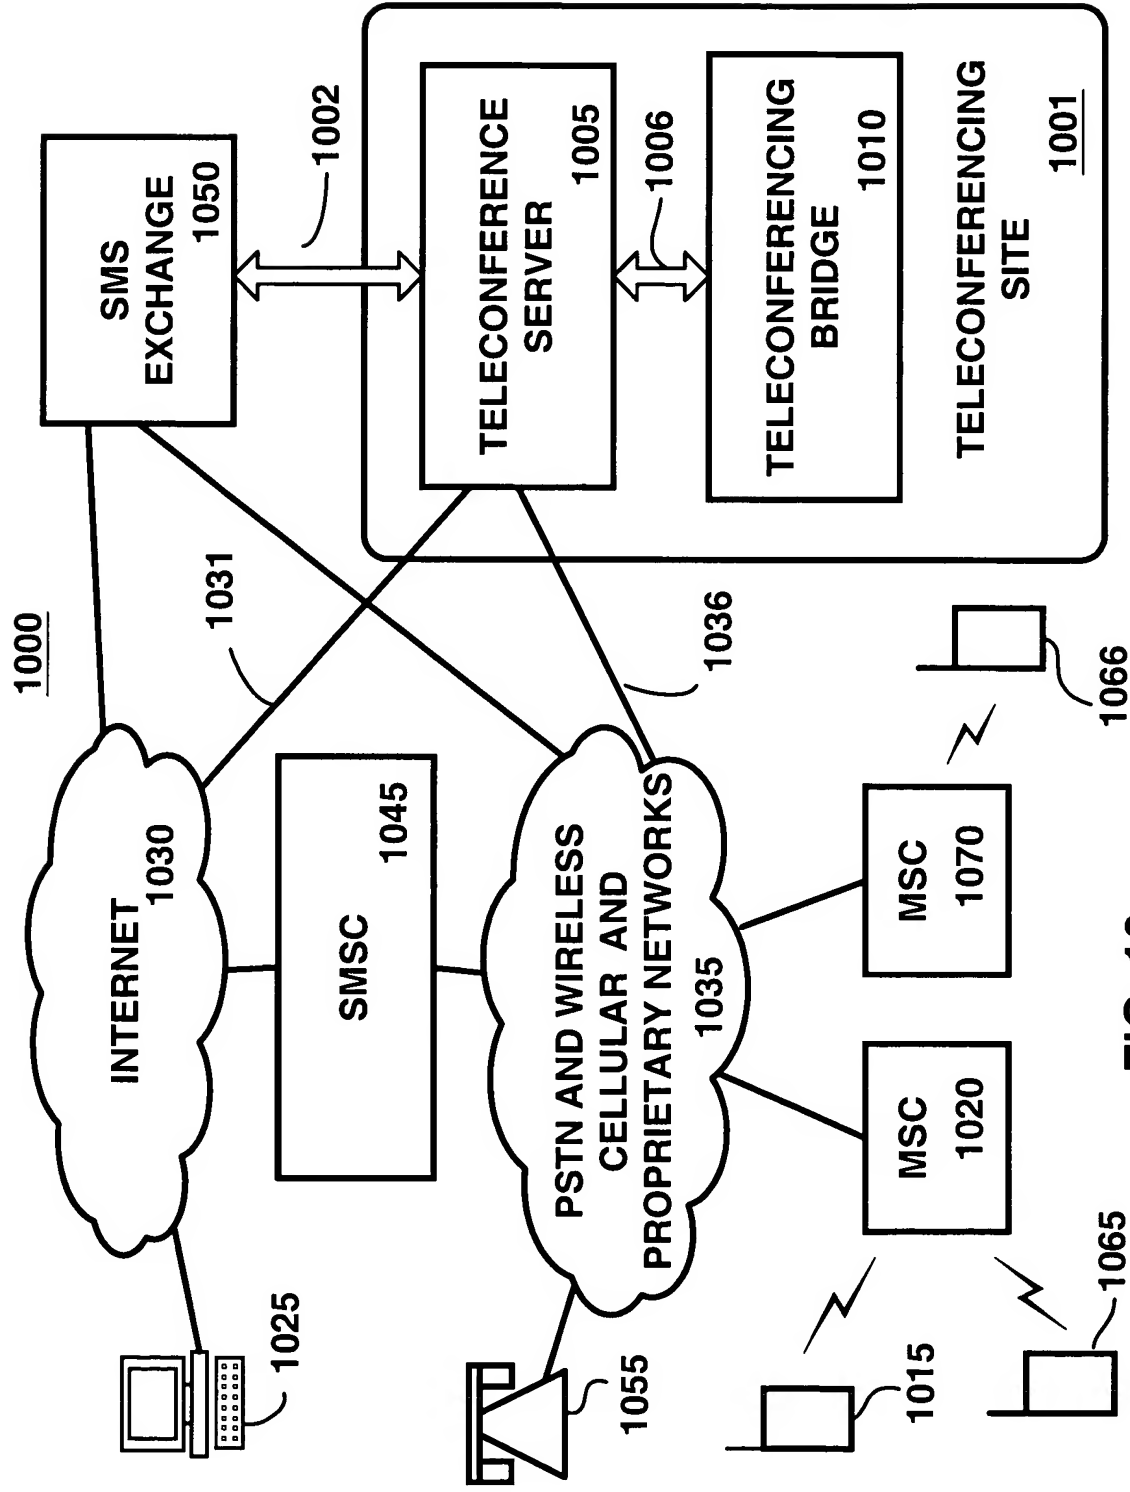 1000
INTERNET
1030
SMS
EXCHANGE
1050
1002
1031
1025
SMSC
1045
TELECONFERENCE
SERVER
1005
1006
TELECONFERENCING
BRIDGE
1010
TELECONFERENCING
SITE
1001
PSTN AND WIRELESS
CELLULAR AND
PROPRIETARY NETWORKS
1035
1036
1055
MSC
1020
MSC
1070
1015
1065
1066